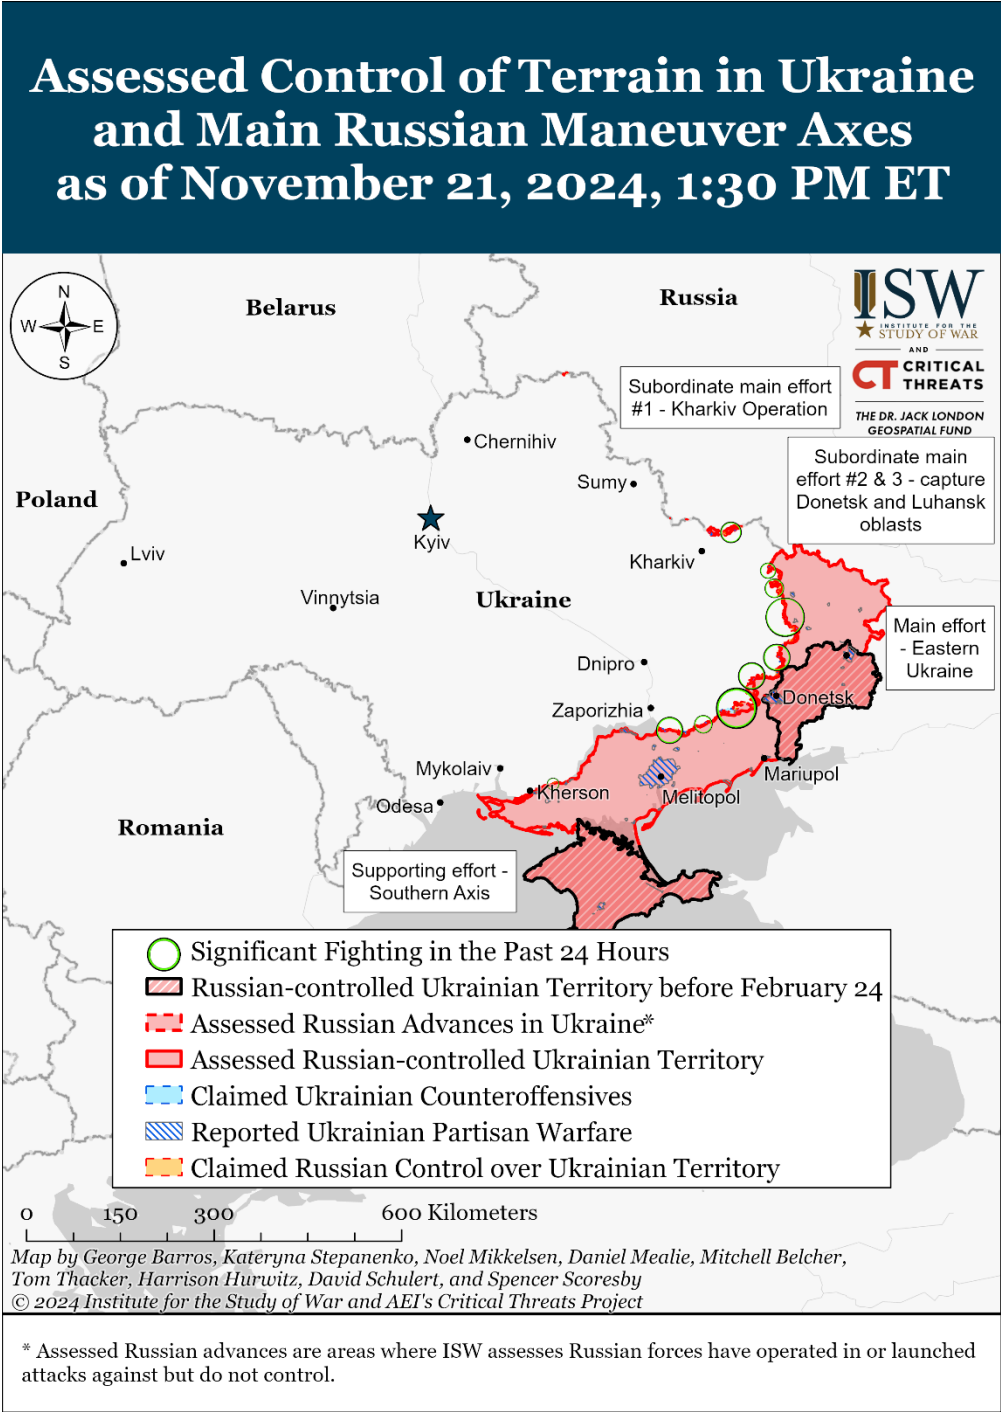 Assessed Control of Terrain in Ukraine
and Main Russian Maneuver Axes
as of November 21, 2024, 1:30 PM ET
N
W
E
S
Belarus
Russia
ISW
INSTITUTE FOR THE
STUDY OF WAR
AND
CT CRITICAL
THREATS
THE DR. JACK LONDON
GEOSPATIAL FUND
Subordinate main effort
#1 - Kharkiv Operation
Subordinate main
effort #2 & 3 - capture
Donetsk and Luhansk
oblasts
Chernihiv
Sumy
Poland
Kyiv
Lviv
Kharkiv
Vinnytsia
Ukraine
Main effort
- Eastern
Ukraine
Dnipro
Donetsk
Zaporizhia
Mykolaiv
Mariupol
Kherson
Melitopol
Odesa
Romania
Supporting effort -
Southern Axis
Significant Fighting in the Past 24 Hours
Russian-controlled Ukrainian Territory before February 24
Assessed Russian Advances in Ukraine*
Assessed Russian-controlled Ukrainian Territory
Claimed Ukrainian Counteroffensives
Reported Ukrainian Partisan Warfare
Claimed Russian Control over Ukrainian Territory
0 150 300 600 Kilometers
Map by George Barros, Kateryna Stepanenko, Noel Mikkelsen, Daniel Mealie, Mitchell Belcher,
Tom Thacker, Harrison Hurwitz, David Schulert, and Spencer Scoresby
© 2024 Institute for the Study of War and AEI's Critical Threats Project
* Assessed Russian advances are areas where ISW assesses Russian forces have operated in or launched
attacks against but do not control.